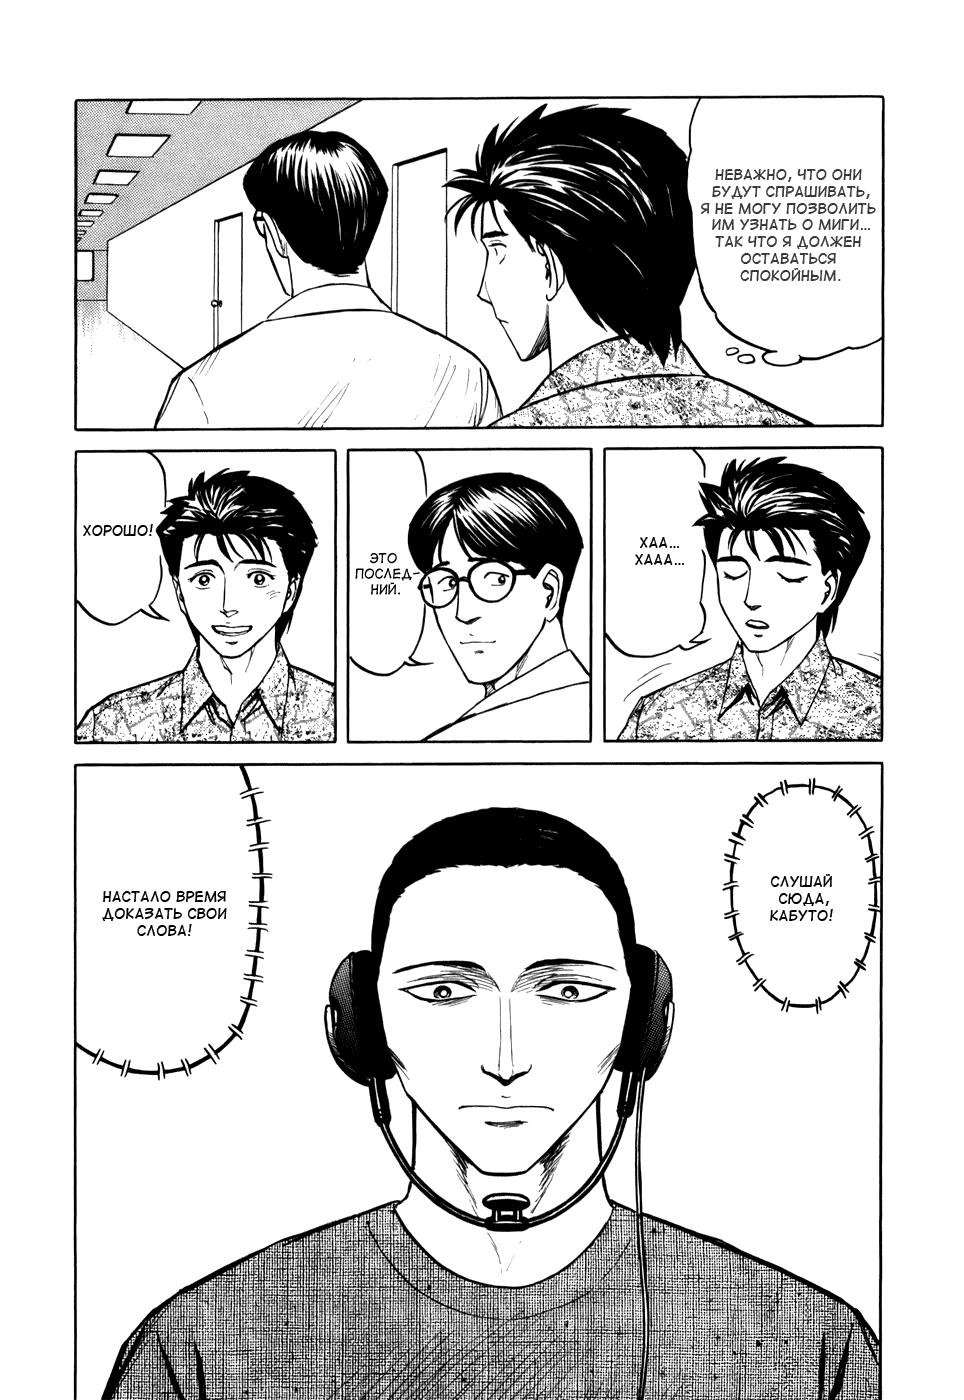 НЕВАЖНО, ЧТО ОНИ
БУДУТ СПРАШИВАТЬ,
Я НЕ МОГУ ПОЗВОЛИТЬ
ИМ УЗНАТЬ О МИГИ...
ТАК ЧТО Я ДОЛЖЕН
ОСТАВАТЬСЯ
СПОКОЙНЫМ.
ХАА...
ХААА...
ЭТО
ПОСЛЕД-
НИЙ.
ХОРОШО!
СЛУШАЙ
СЮДА,
КАБУТО!
НАСТАЛО ВРЕМЯ
ДОКАЗАТЬ СВОИ
СЛОВА!